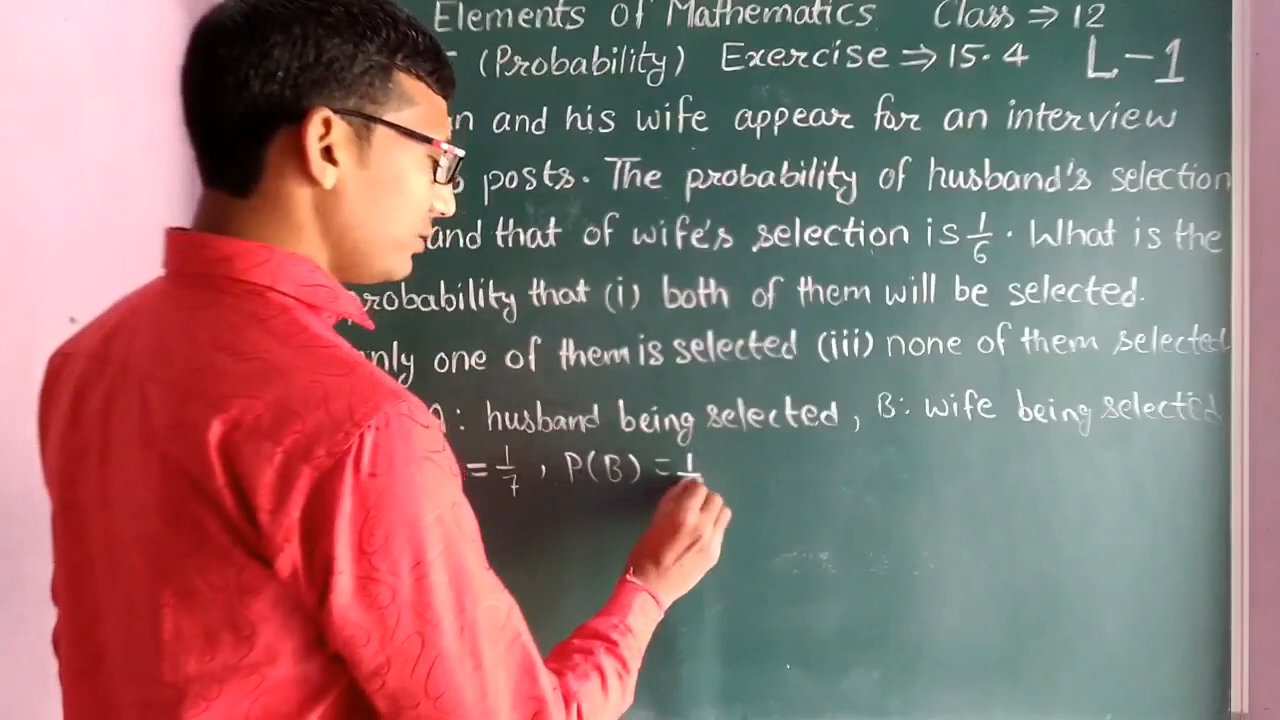 Elements of Mathematics Class ⇒ 12
(Probability) Exercise ⇒ 15.4 L-1
and his wife appear for an interview
posts. The probability of husband's selection
and that of wife's selection is 1/6. What is the
probability that (i) both of them will be selected.
one of them is selected (iii) none of them selected
: husband being selected, B: wife being selected
= 1/7, P(B) = 1